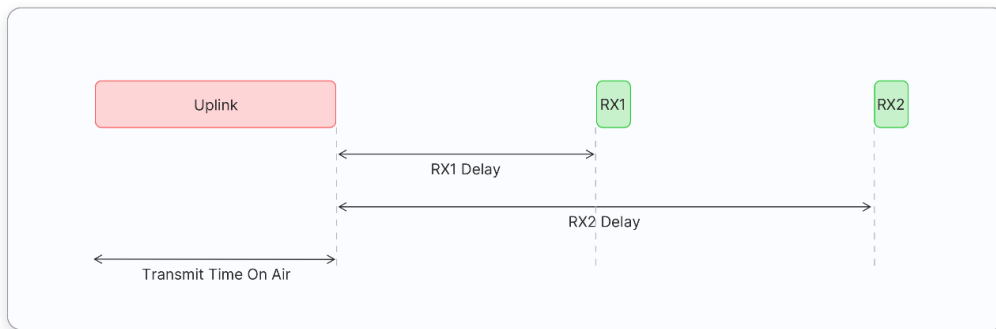 Uplink
RX1
RX2
RX1 Delay
RX2 Delay
Transmit Time On Air